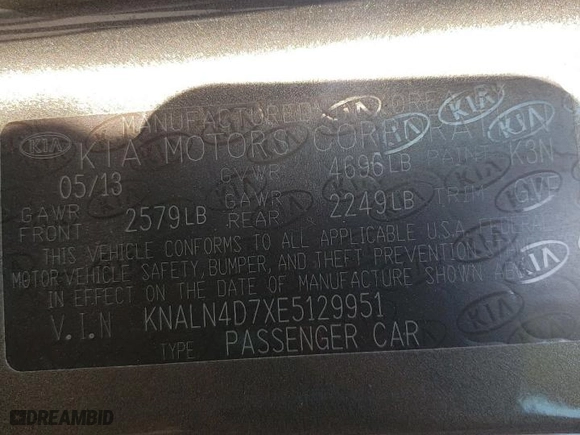 MANUFACTURED
KIA MOTORS CORPORATION
05/13 GVWR 4696LB PAINT K3N
GAWR FRONT 2579LB GAWR REAR 2249LB TRIM
THIS VEHICLE CONFORMS TO ALL APPLICABLE U.S.A.
MOTOR VEHICLE SAFETY, BUMPER, AND THEFT PREVENTION
IN EFFECT ON THE DATE OF MANUFACTURE SHOWN
V.I.N KNALN4D7XE5129951
TYPE PASSENGER CAR
DREAMBID